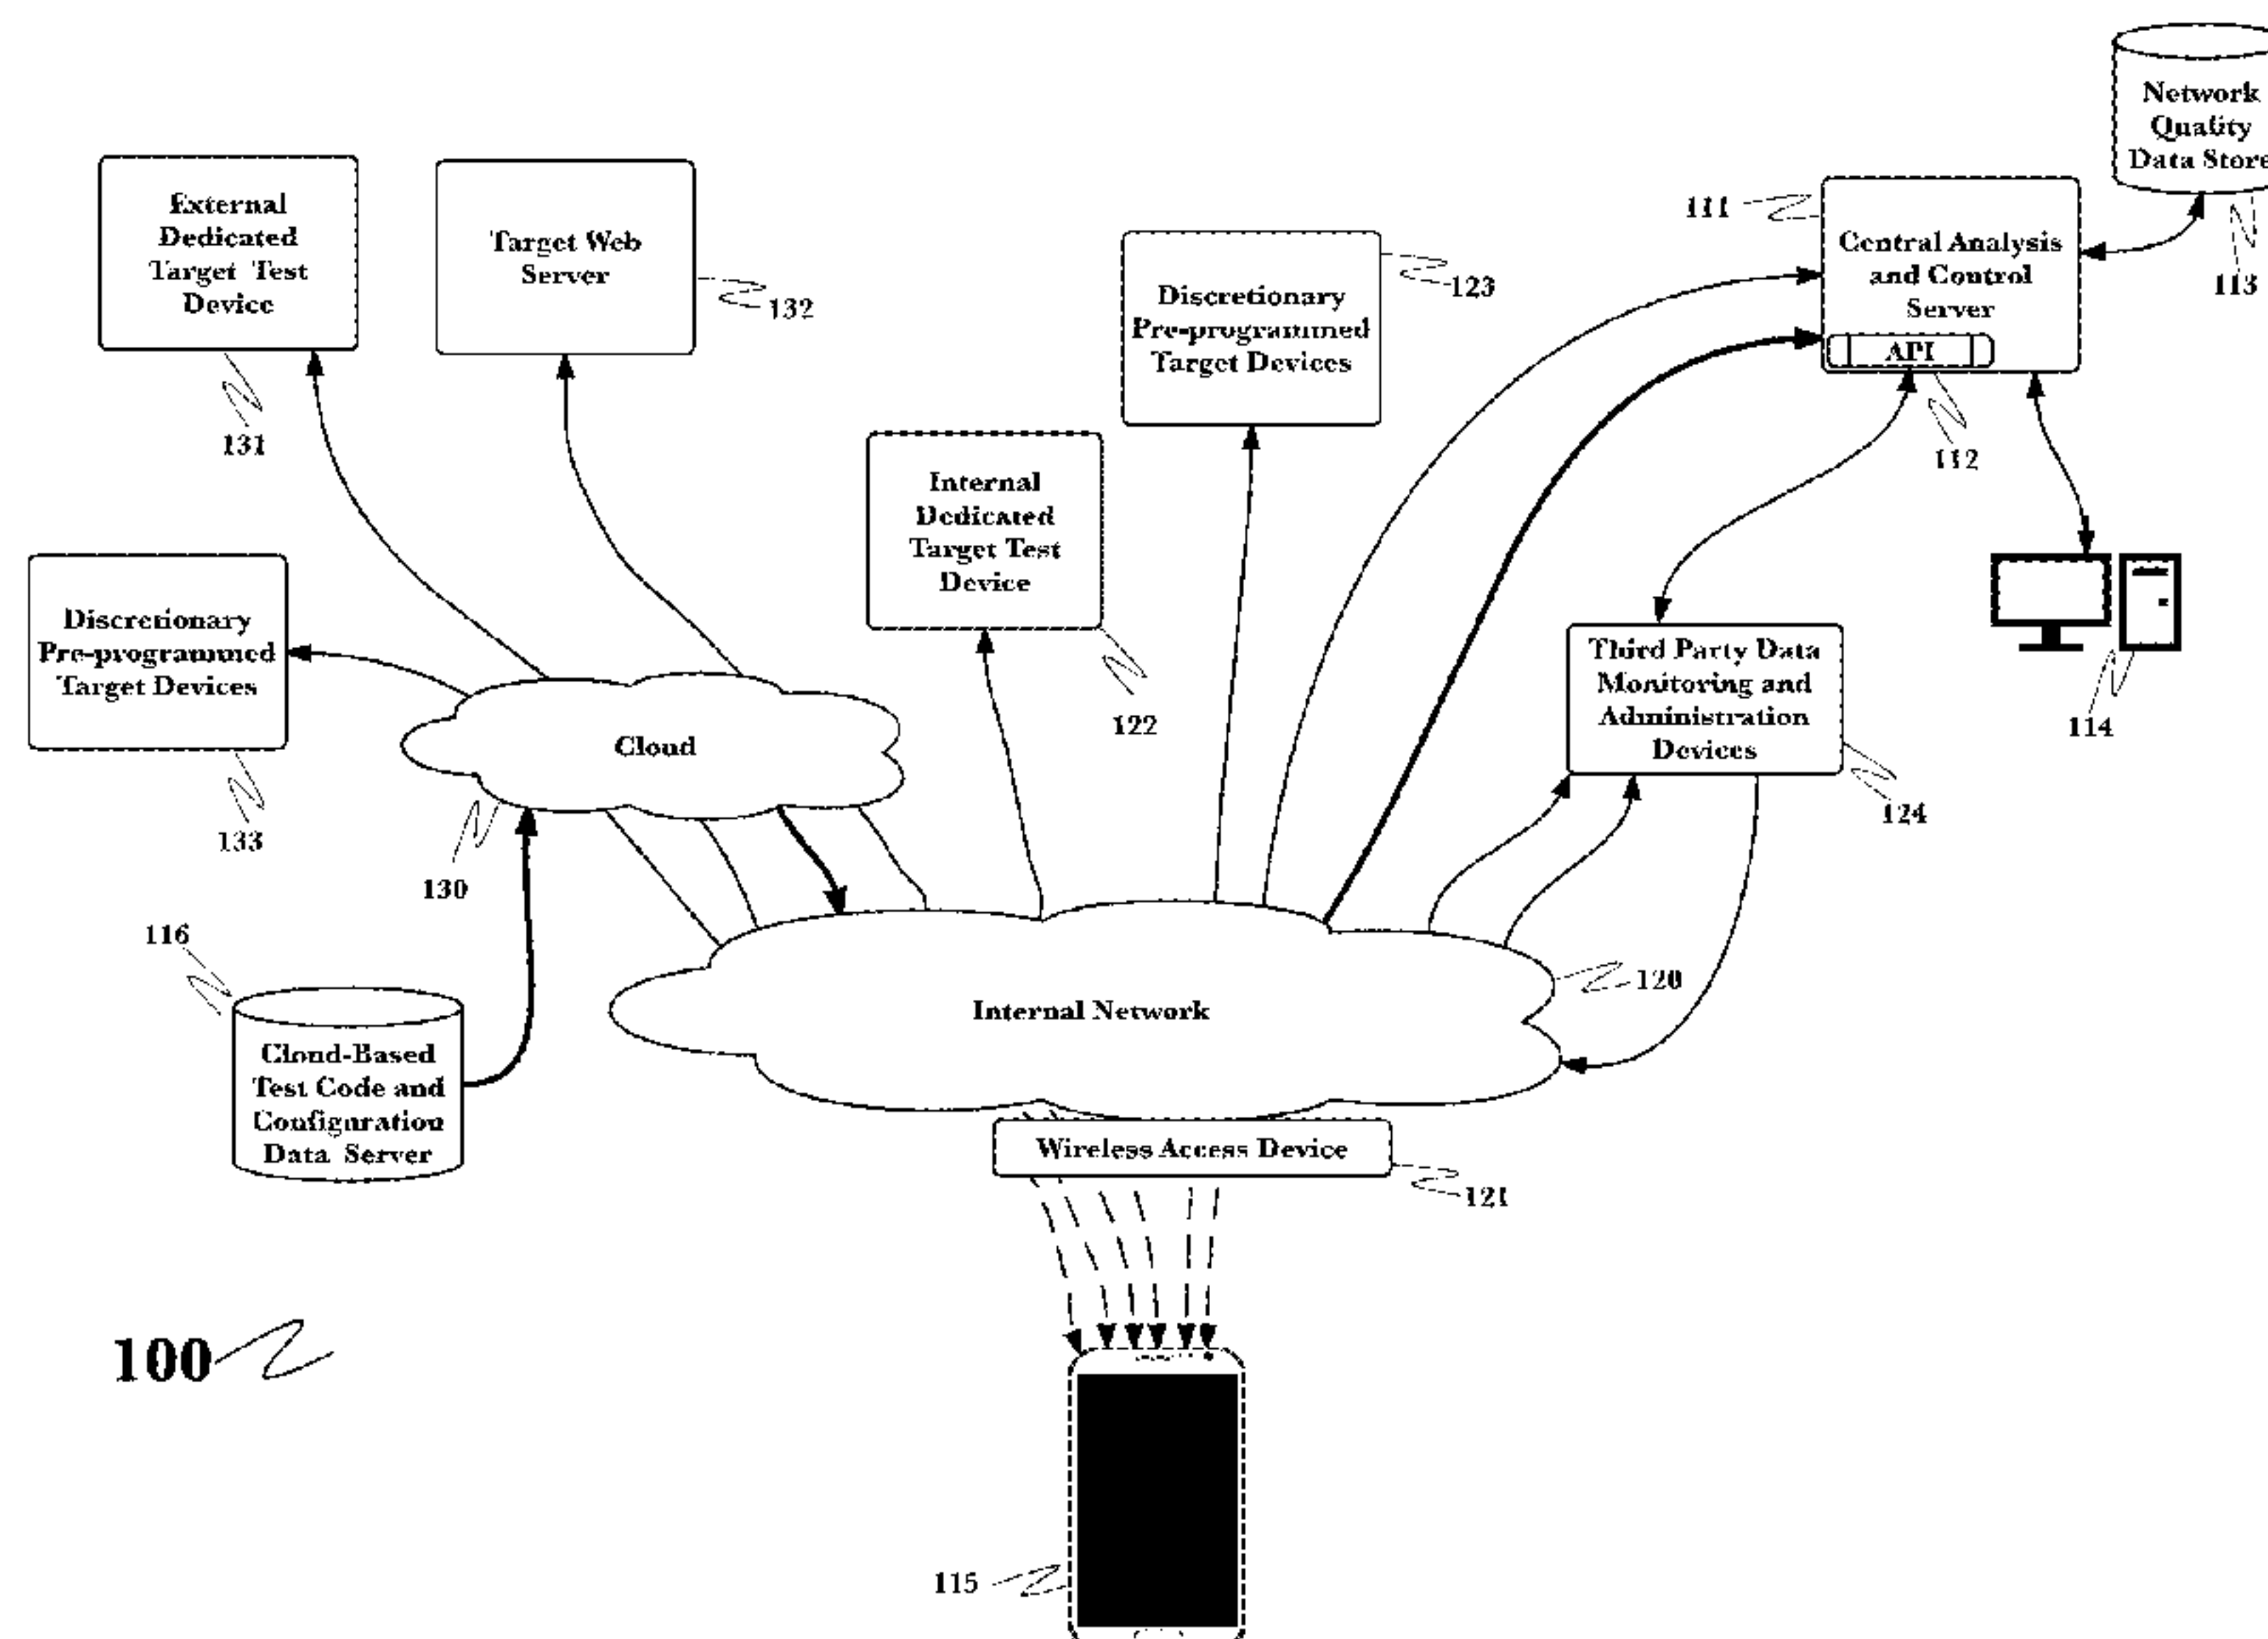 Network
Quality
Data Store
113
111
Central Analysis
and Control
Server
API
112
114
External
Dedicated
Target Test
Device
131
Target Web
Server
132
Discretionary
Pre-programmed
Target Devices
123
Internal
Dedicated
Target Test
Device
122
Discretionary
Pre-programmed
Target Devices
133
Third Party Data
Monitoring and
Administration
Devices
124
Cloud
130
116
Cloud-Based
Test Code and
Configuration
Data Server
Internal Network
120
Wireless Access Device
121
100
115